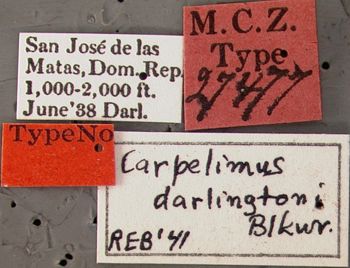 San José de las
Matas, Dom. Rep.
1,000-2,000 ft.
June'38 Darl.
M.C.Z.
Type
27477
TypeNo
Carpelimus
darlingtoni
Blkwr.
REB'41